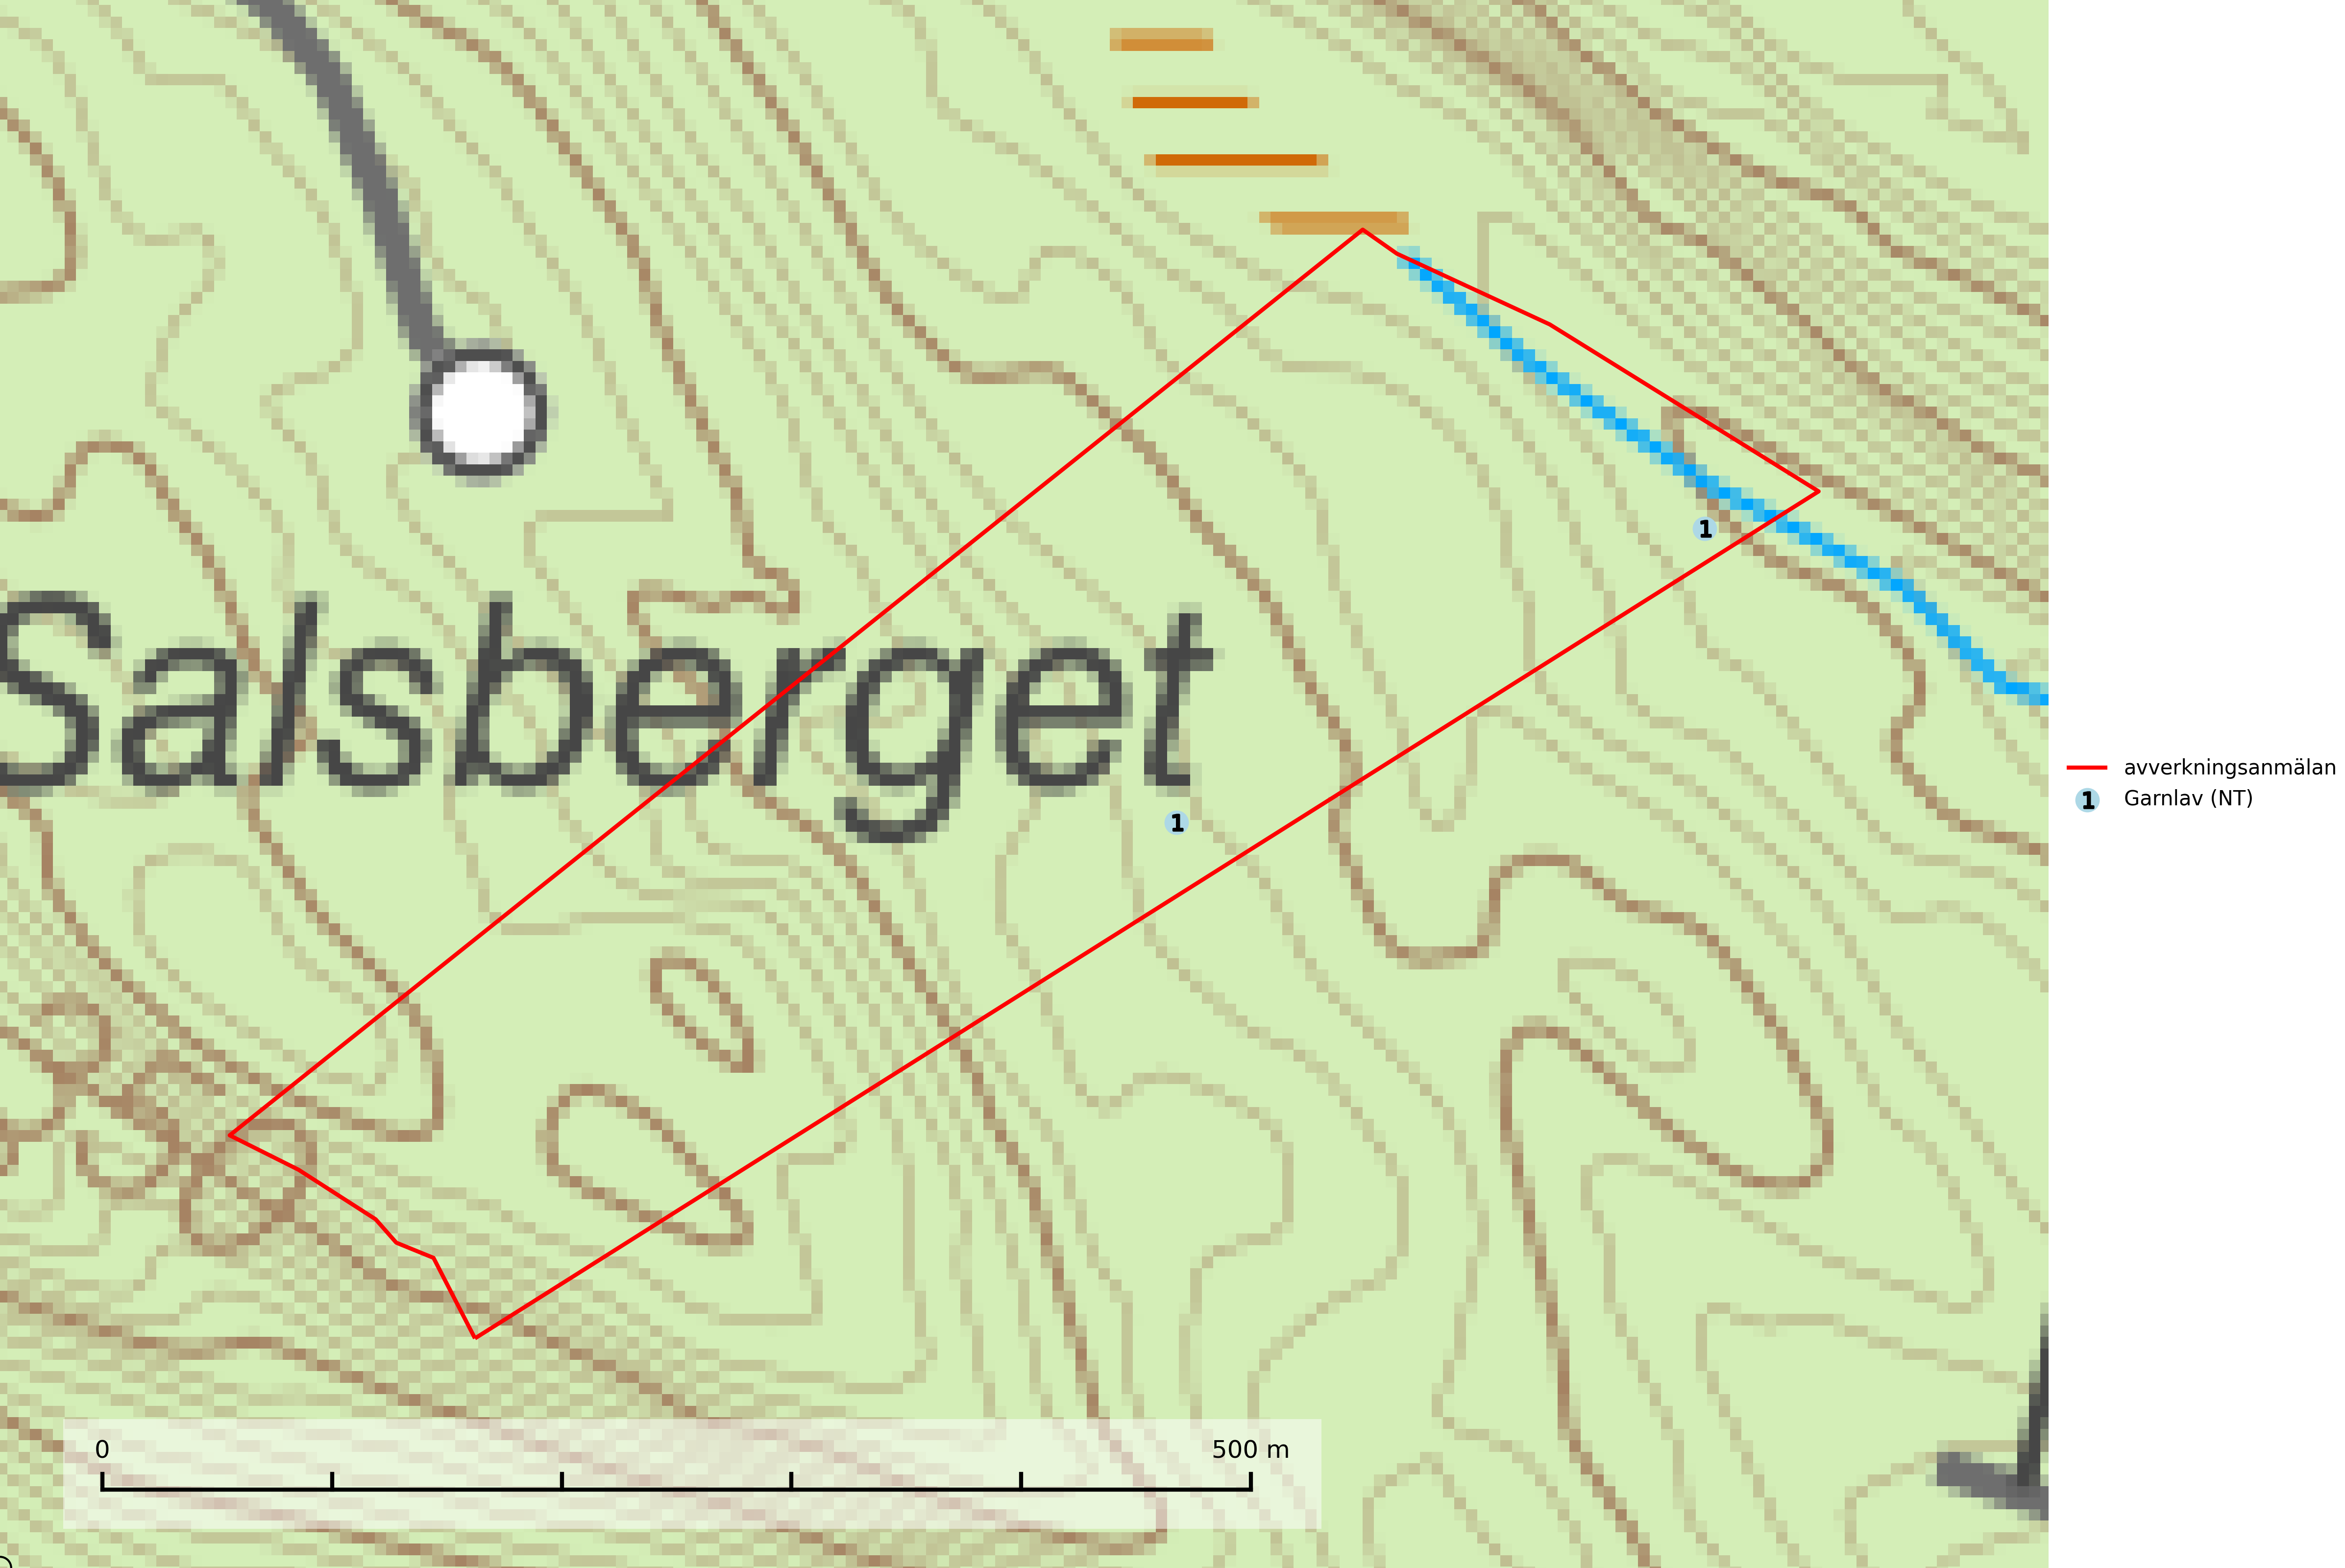 1
Salsberget
1
avverkningsanmälan
1 Garnlav (NT)
0 500 m